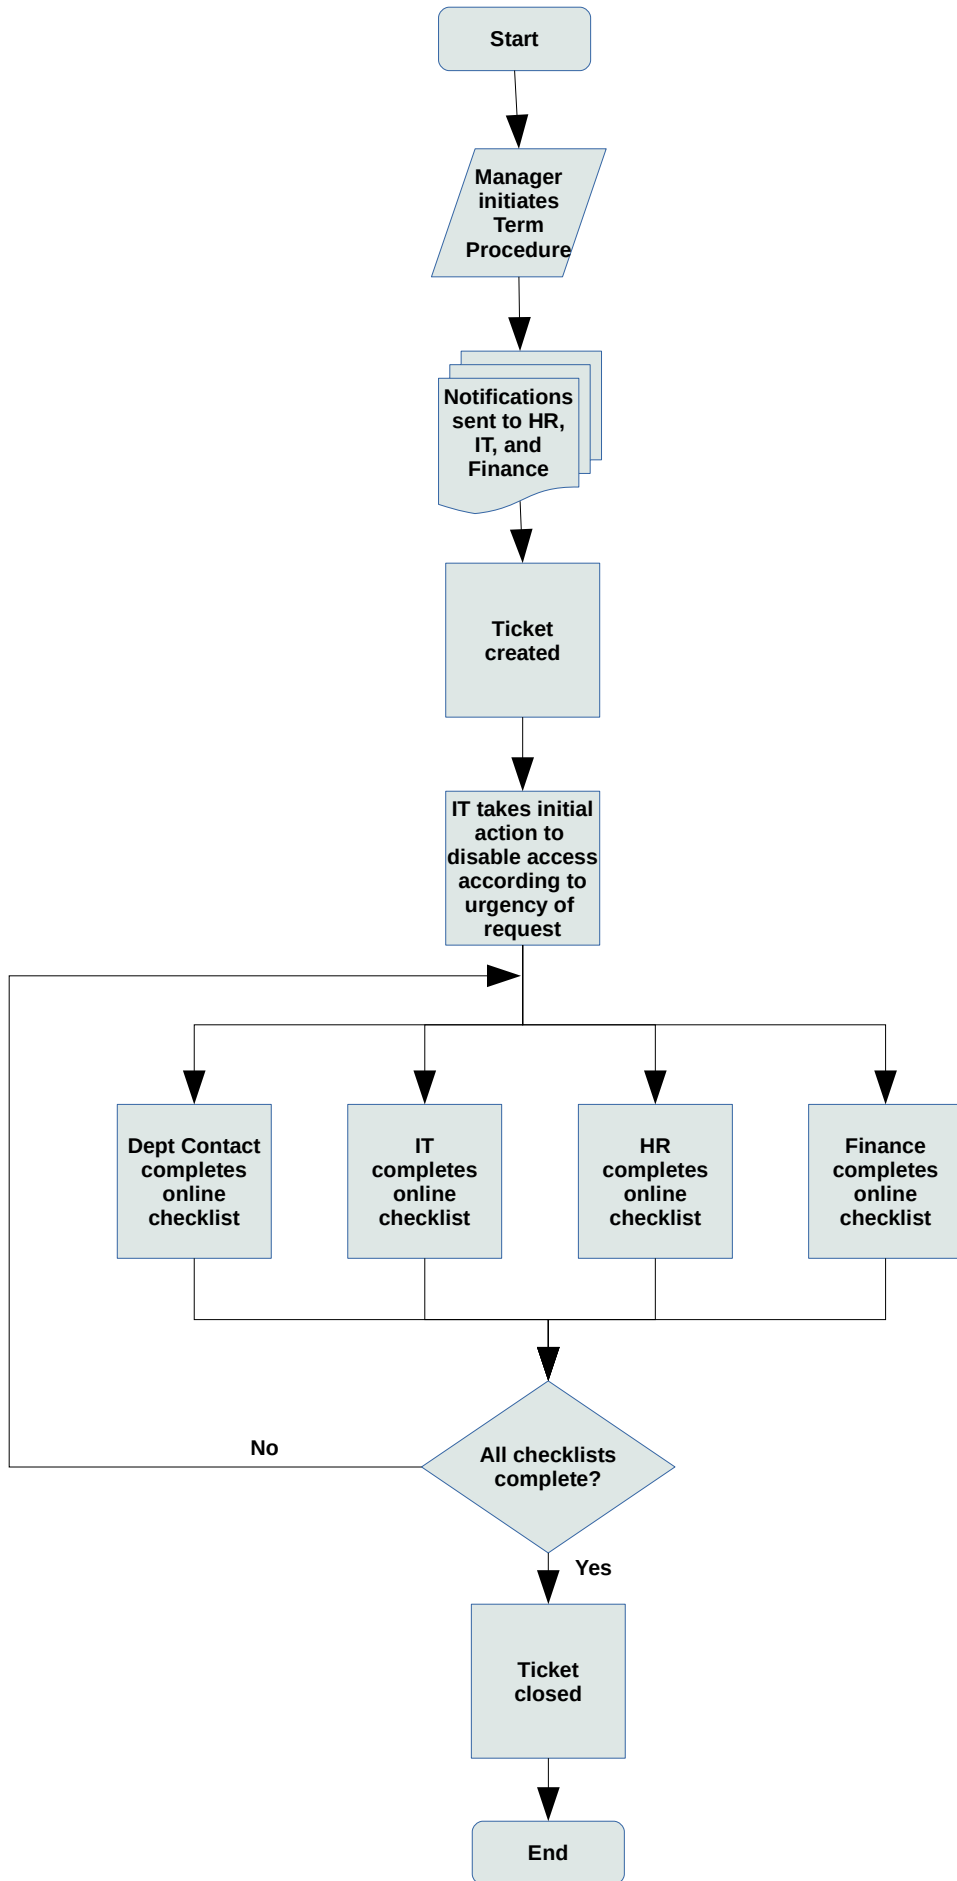 Start
Manager
initiates
Term
Procedure
Notifications
sent to HR,
IT, and
Finance
Ticket
created
IT takes initial
action to
disable access
according to
urgency of
request
Dept Contact
completes
online
checklist
IT
completes
online
checklist
HR
completes
online
checklist
Finance
completes
online
checklist
All checklists
complete?
No
Yes
Ticket
closed
End